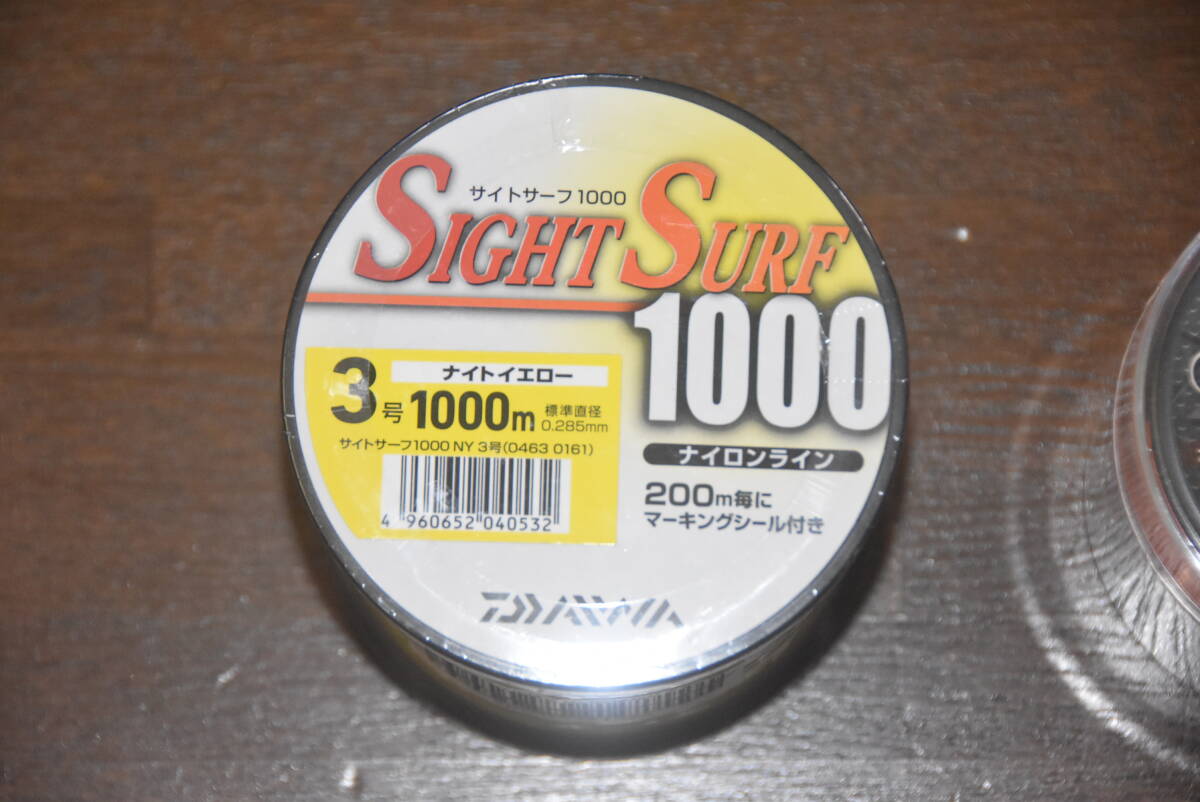 サイトサーフ1000
SIGHT SURF
1000
ナイトイエロー
3号 1000m 標準直径 0.285mm
サイトサーフ1000 NY 3号(0463 0161)
4 960652 040532
ナイロンライン
200m毎に
マーキングシール付き
DAIWA